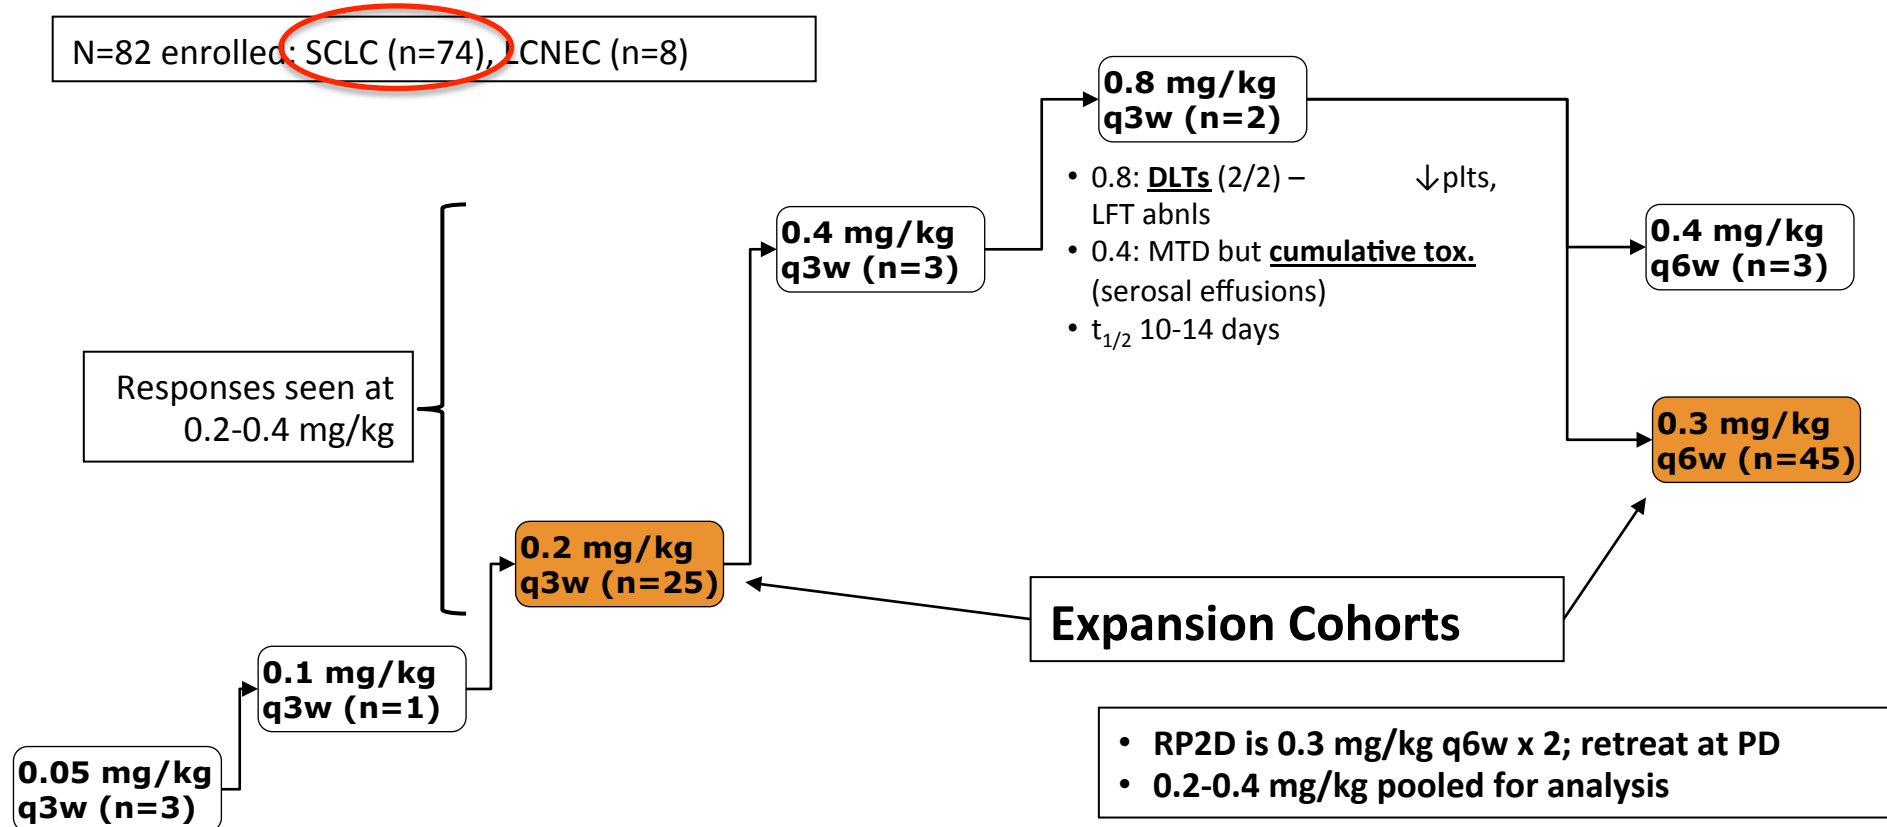 N=82 enrolled: SCLC (n=74), LCNEC (n=8)
0.8 mg/kg
q3w (n=2)
• 0.8: DLTs (2/2) – ↓plts,
LFT abnls
• 0.4: MTD but cumulative tox.
(serosal effusions)
• t1/2 10-14 days
0.4 mg/kg
q3w (n=3)
0.4 mg/kg
q6w (n=3)
Responses seen at
0.2-0.4 mg/kg
0.3 mg/kg
q6w (n=45)
0.2 mg/kg
q3w (n=25)
Expansion Cohorts
0.1 mg/kg
q3w (n=1)
0.05 mg/kg
q3w (n=3)
• RP2D is 0.3 mg/kg q6w x 2; retreat at PD
• 0.2-0.4 mg/kg pooled for analysis